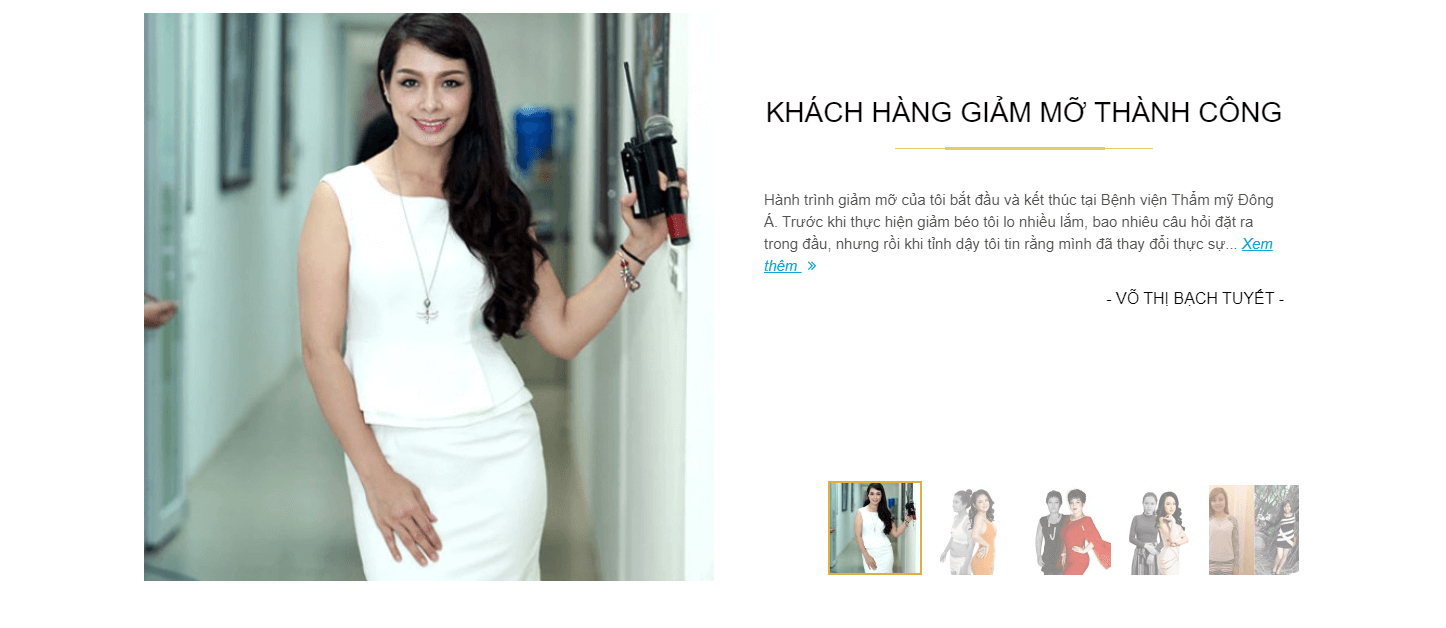 KHÁCH HÀNG GIẢM MỠ THÀNH CÔNG
Hành trình giảm mỡ của tôi bắt đầu và kết thúc tại Bệnh viện Thẩm mỹ Đông
Á. Trước khi thực hiện giảm béo tôi lo nhiều lắm, bao nhiêu câu hỏi đặt ra
trong đầu, nhưng rồi khi tỉnh dậy tôi tin rằng mình đã thay đổi thực sự... Xem
thêm »
- VÕ THỊ BẠCH TUYẾT -